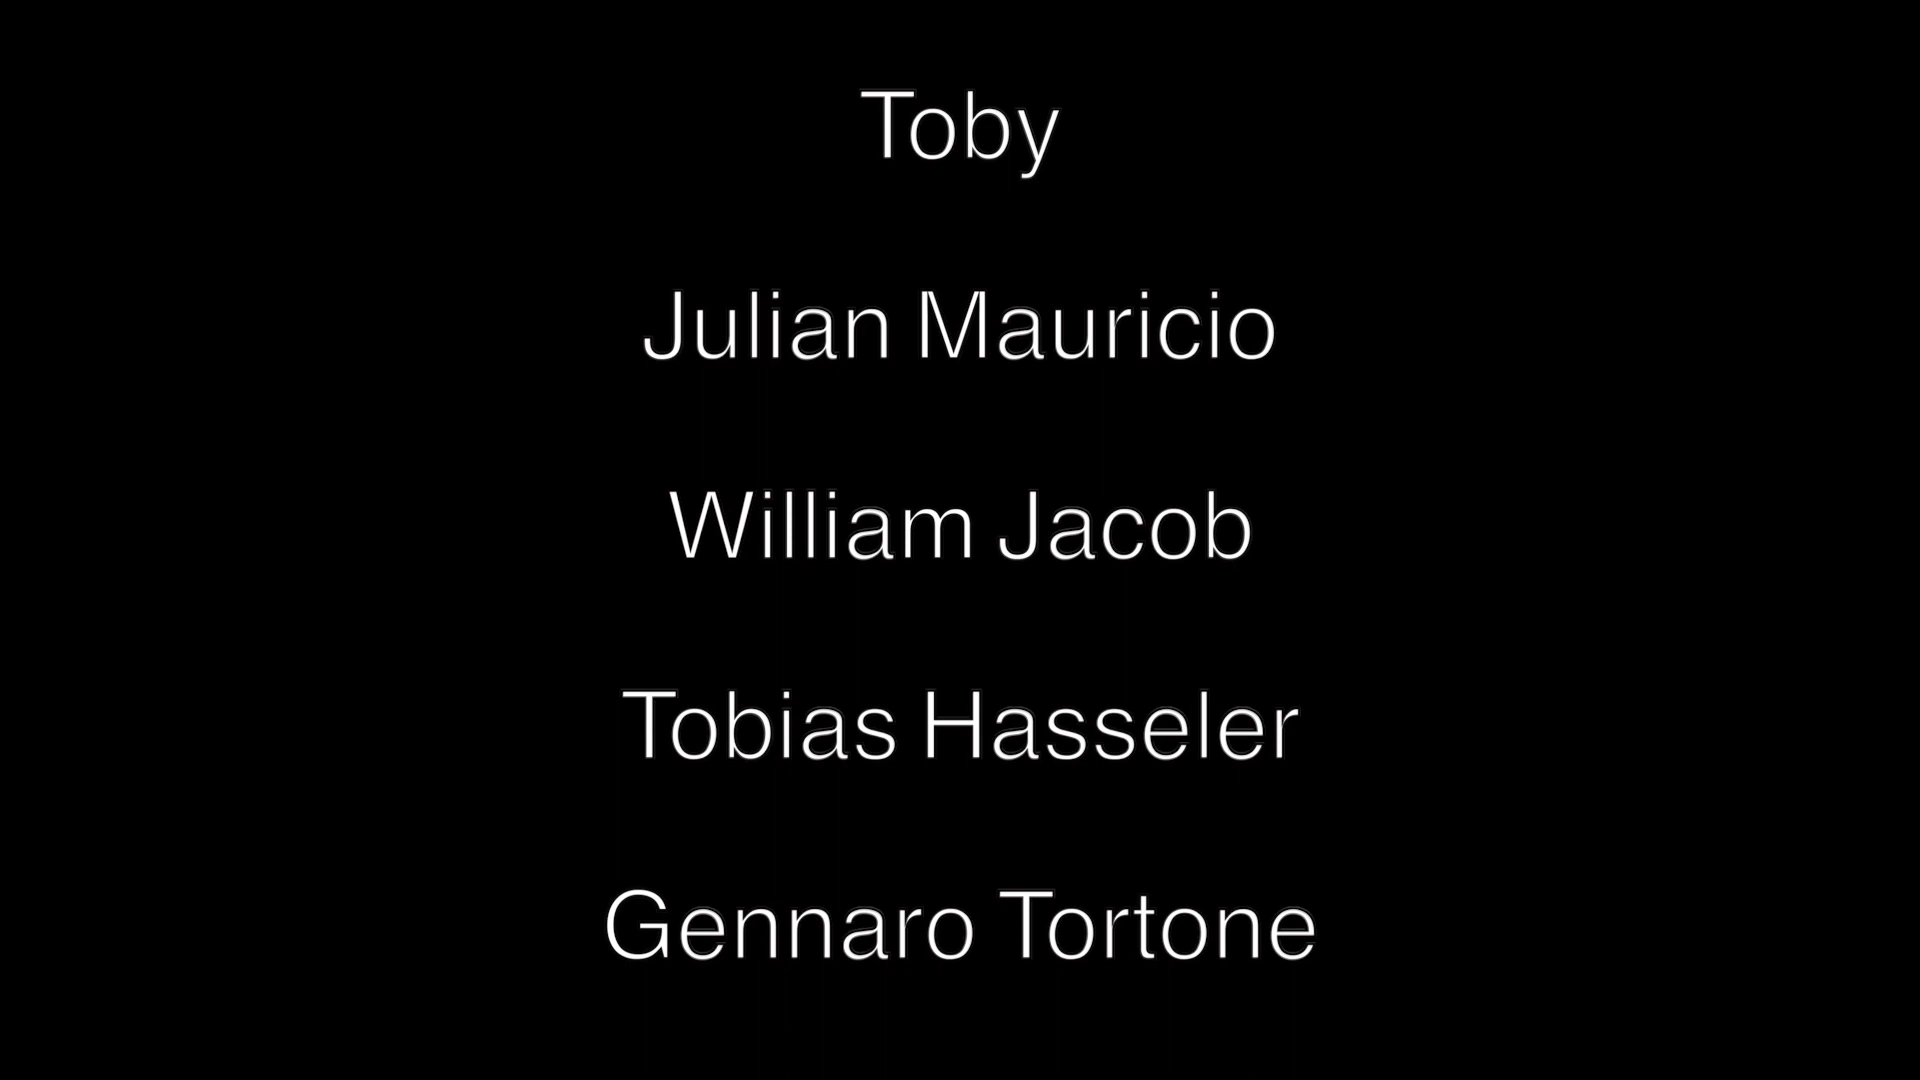 Toby
Julian Mauricio
William Jacob
Tobias Hasseler
Gennaro Tortone